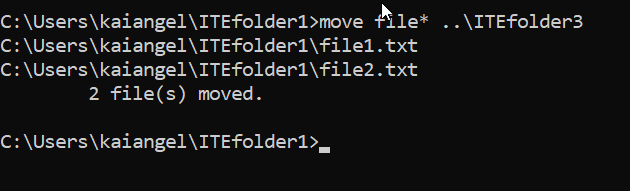 C:\Users\kaiangel\ITEfolder1>move file* ..\ITEfolder3
C:\Users\kaiangel\ITEfolder1\file1.txt
C:\Users\kaiangel\ITEfolder1\file2.txt
        2 file(s) moved.

C:\Users\kaiangel\ITEfolder1>